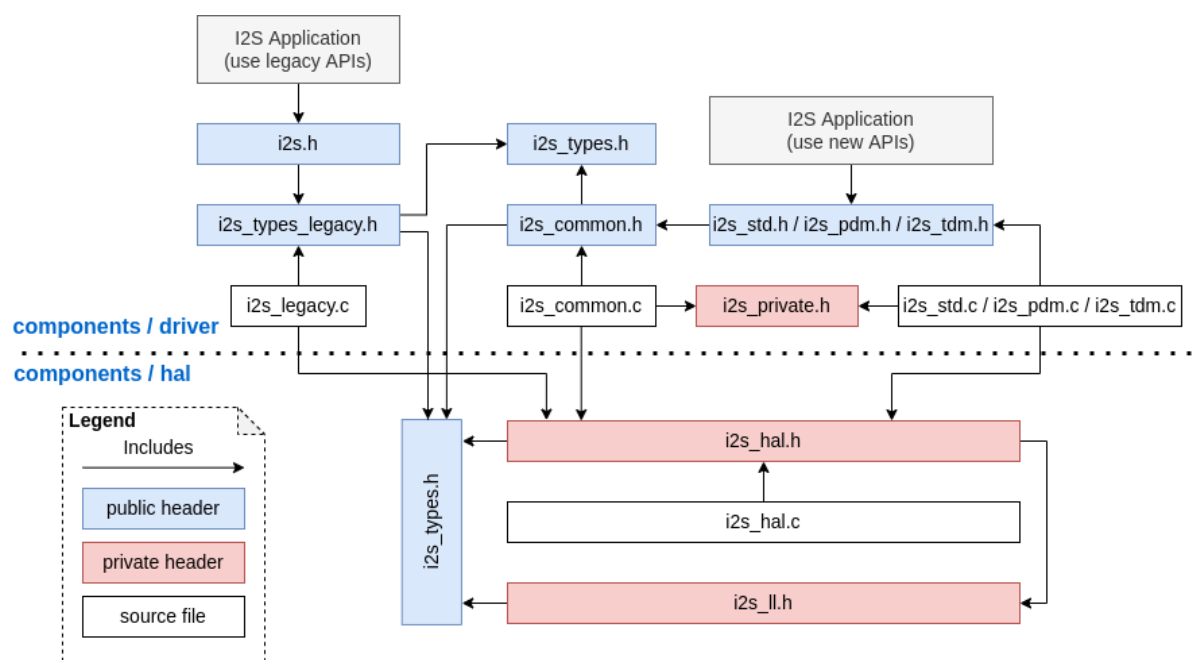 I2S Application
(use legacy APIs)
I2S Application
(use new APIs)
i2s.h
i2s_types.h
i2s_types_legacy.h
i2s_common.h
i2s_std.h / i2s_pdm.h / i2s_tdm.h
i2s_legacy.c
i2s_common.c
i2s_private.h
i2s_std.c / i2s_pdm.c / i2s_tdm.c
components / driver
components / hal
Legend
Includes
public header
private header
source file
i2s_types.h
i2s_hal.h
i2s_hal.c
i2s_ll.h